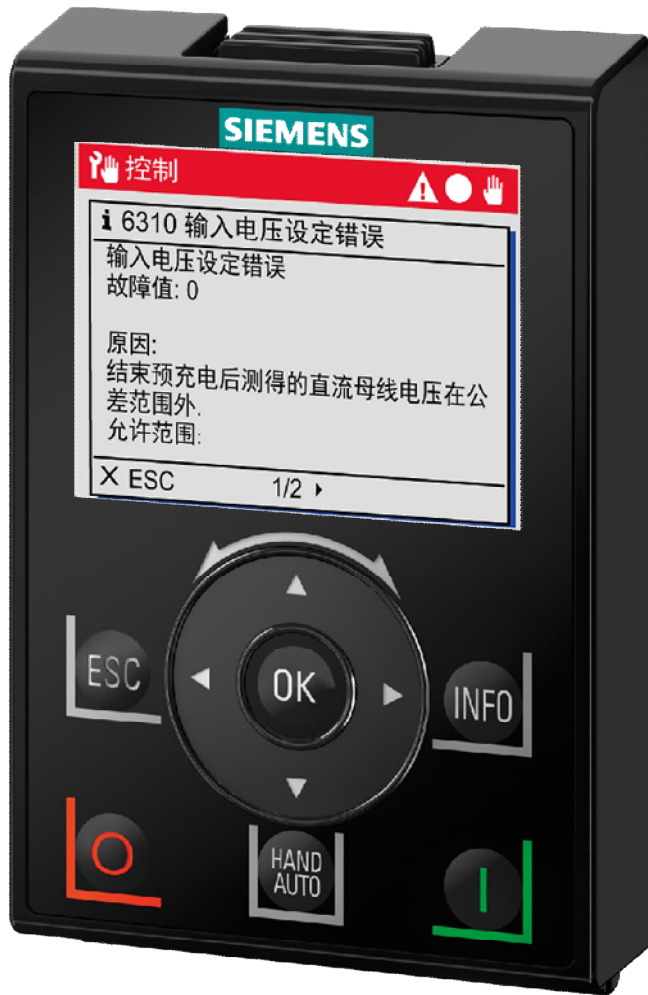 SIEMENS
控制
i 6310 输入电压设定错误
输入电压设定错误
故障值: 0
原因:
结束预充电后测得的直流母线电压在公
差范围外.
允许范围:
X ESC 1/2
ESC
OK
INFO
HAND
AUTO